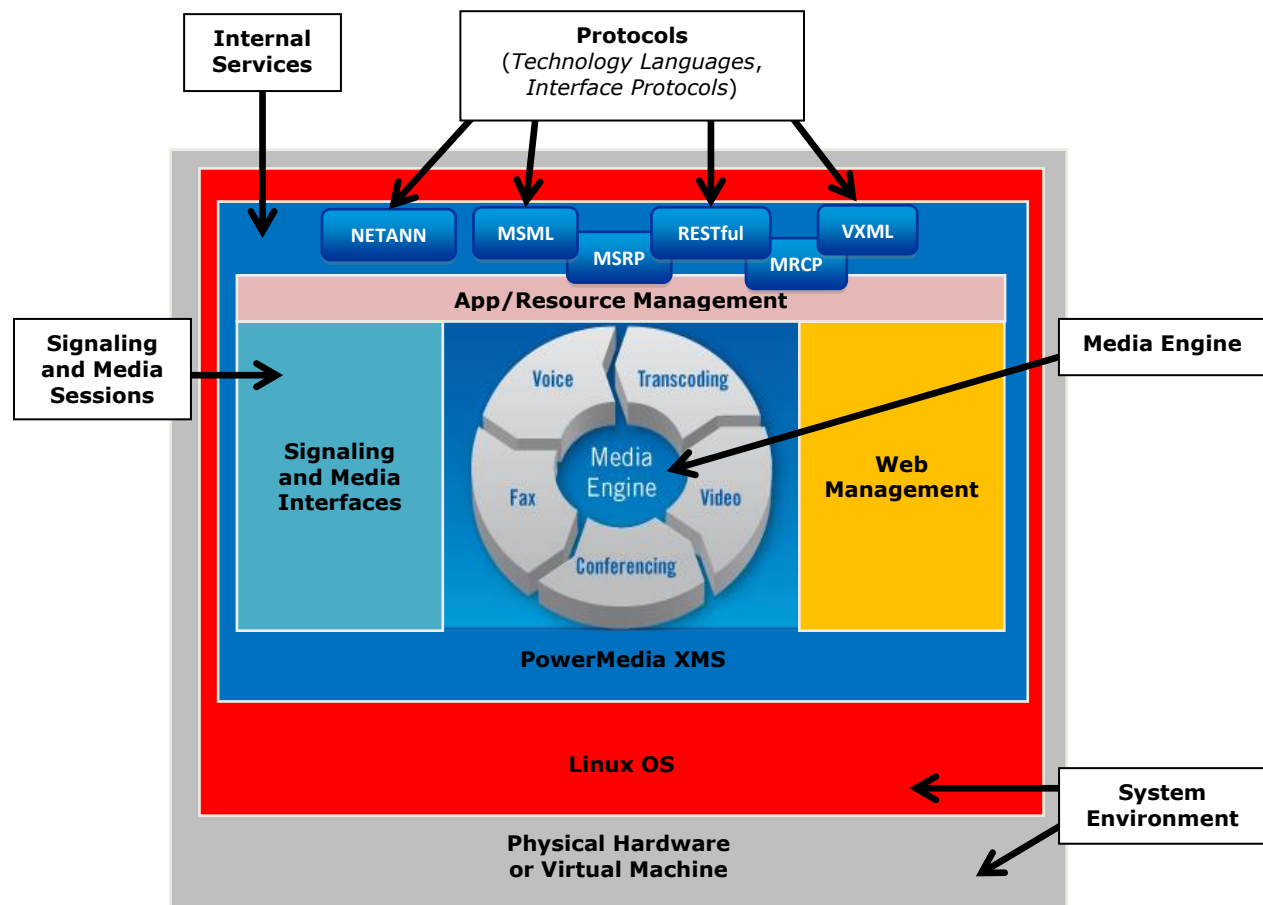 Internal
Services
Protocols
(Technology Languages,
Interface Protocols)
NETANN
MSML
MSRP
RESTful
MRCP
VXML
App/Resource Management
Signaling
and Media
Sessions
Media Engine
Signaling
and Media
Interfaces
Voice
Transcoding
Fax
Media
Engine
Video
Conferencing
Web
Management
PowerMedia XMS
Linux OS
System
Environment
Physical Hardware
or Virtual Machine